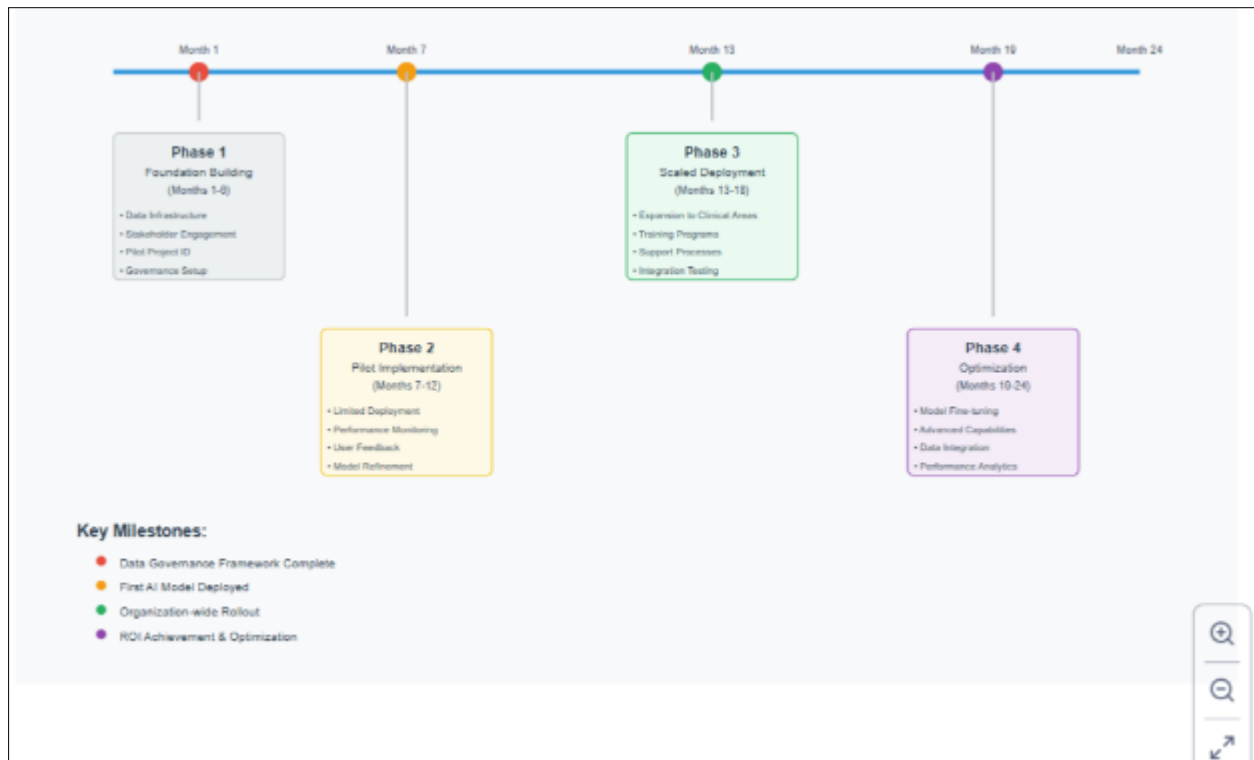 Month 1
Month 7
Month 13
Month 19
Month 24
Phase 1
Foundation Building
(Months 1-6)
• Data Infrastructure
• Stakeholder Engagement
• Pilot Project ID
• Governance Setup
Phase 3
Scaled Deployment
(Months 13-18)
• Expansion to Clinical Areas
• Training Programs
• Support Processes
• Integration Testing
Phase 2
Pilot Implementation
(Months 7-12)
• Limited Deployment
• Performance Monitoring
• User Feedback
• Model Refinement
Phase 4
Optimization
(Months 19-24)
• Model Fine-tuning
• Advanced Capabilities
• Data Integration
• Performance Analytics
Key Milestones:
Data Governance Framework Complete
First AI Model Deployed
Organization-wide Rollout
ROI Achievement & Optimization